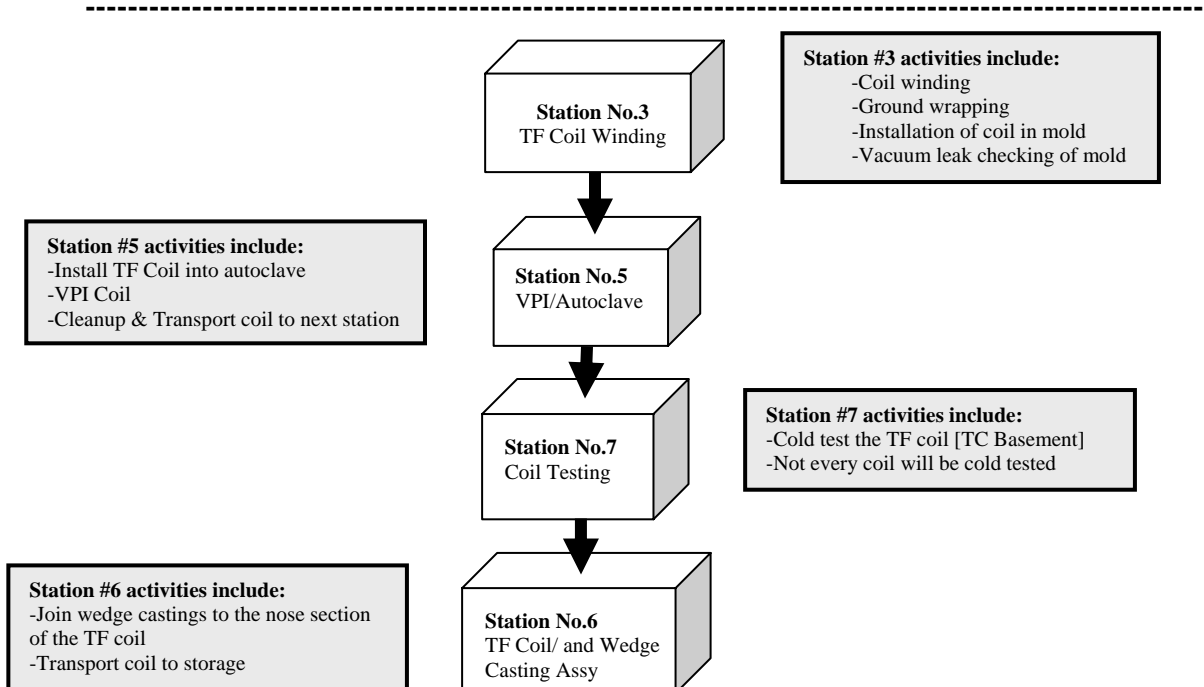 Station No.3
TF Coil Winding
Station #3 activities include:
-Coil winding
-Ground wrapping
-Installation of coil in mold
-Vacuum leak checking of mold
Station #5 activities include:
-Install TF Coil into autoclave
-VPI Coil
-Cleanup & Transport coil to next station
Station No.5
VPI/Autoclave
Station No.7
Coil Testing
Station #7 activities include:
-Cold test the TF coil [TC Basement]
-Not every coil will be cold tested
Station #6 activities include:
-Join wedge castings to the nose section
of the TF coil
-Transport coil to storage
Station No.6
TF Coil/ and Wedge
Casting Assy